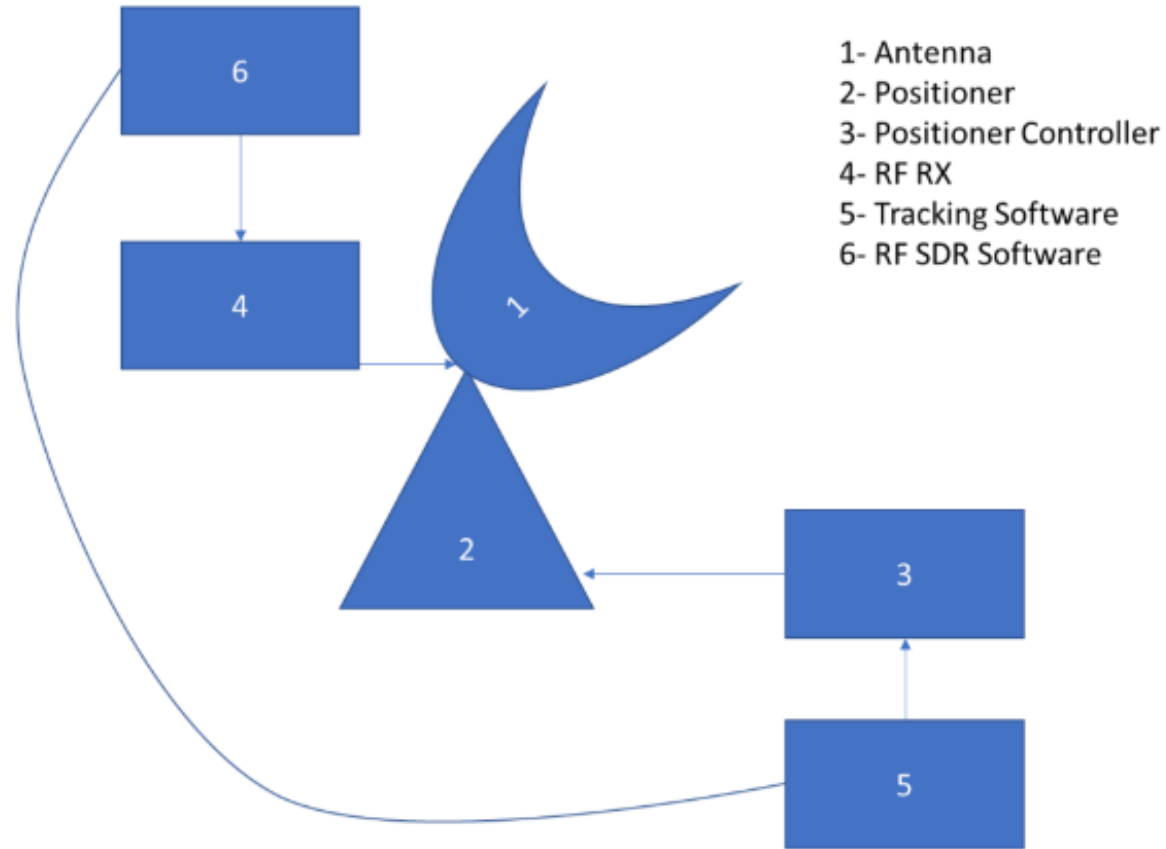 6
1- Antenna
2- Positioner
3- Positioner Controller
4- RF RX
5- Tracking Software
6- RF SDR Software
4
1
2
3
5